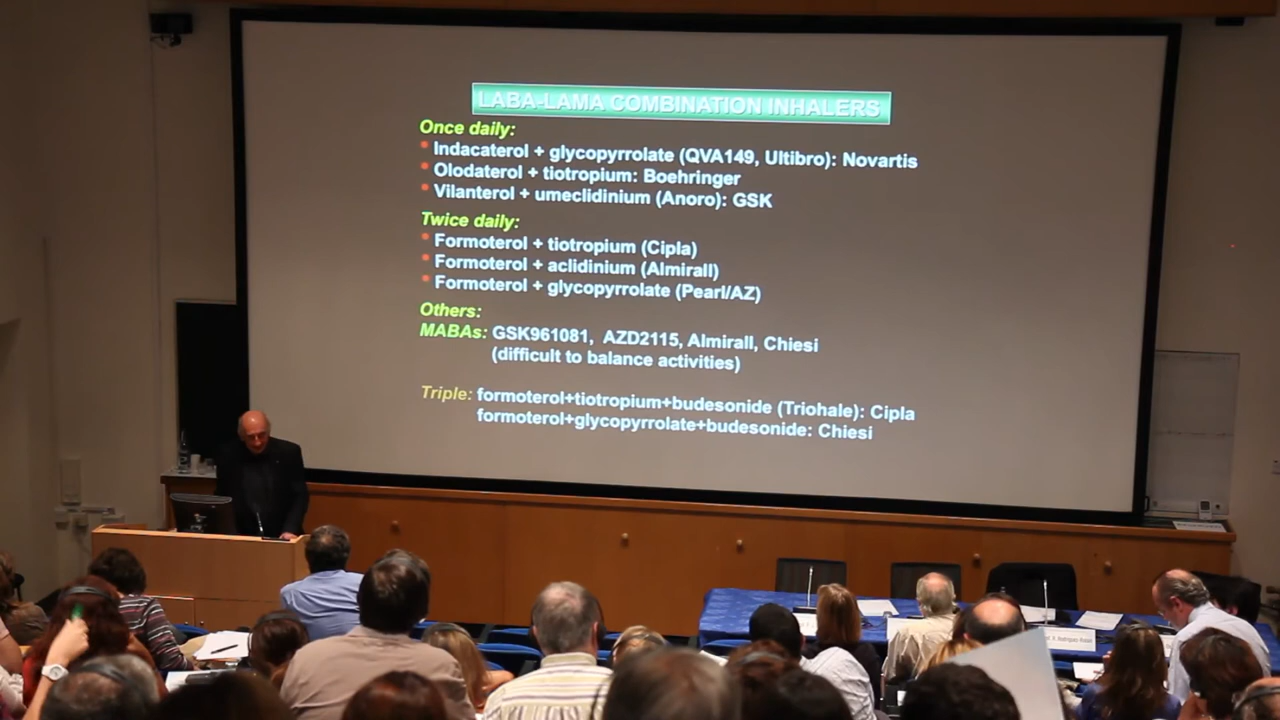 LABA-LAMA COMBINATION INHALERS
Once daily:
* Indacaterol + glycopyrrolate (QVA149, Ultibro): Novartis
* Olodaterol + tiotropium: Boehringer
* Vilanterol + umeclidinium (Anoro): GSK
Twice daily:
* Formoterol + tiotropium (Cipla)
* Formoterol + aclidinium (Almirall)
* Formoterol + glycopyrrolate (Pearl/AZ)
Others:
MABAs: GSK961081, AZD2115, Almirall, Chiesi
(difficult to balance activities)
Triple: formoterol+tiotropium+budesonide (Triohale): Cipla
formoterol+glycopyrrolate+budesonide: Chiesi